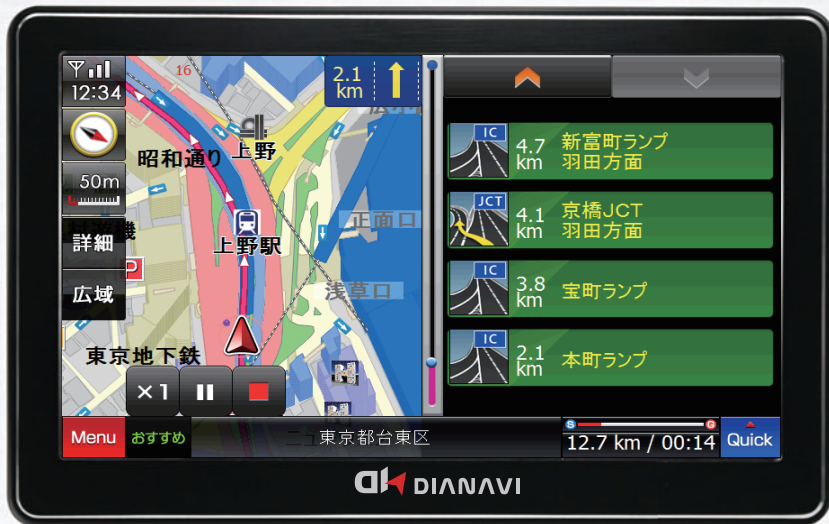 12:34
16
昭和通り
上野
2.1
km
50m
上野駅
正面口
詳細
P
広域
浅草口
東京地下鉄
×1
IC
4.7
km
新富町ランプ
羽田方面
JCT
4.1
km
京橋JCT
羽田方面
IC
3.8
km
宝町ランプ
IC
2.1
km
本町ランプ
Menu
おすすめ
東京都台東区
S
G
12.7 km / 00:14
Quick
DIANAVI